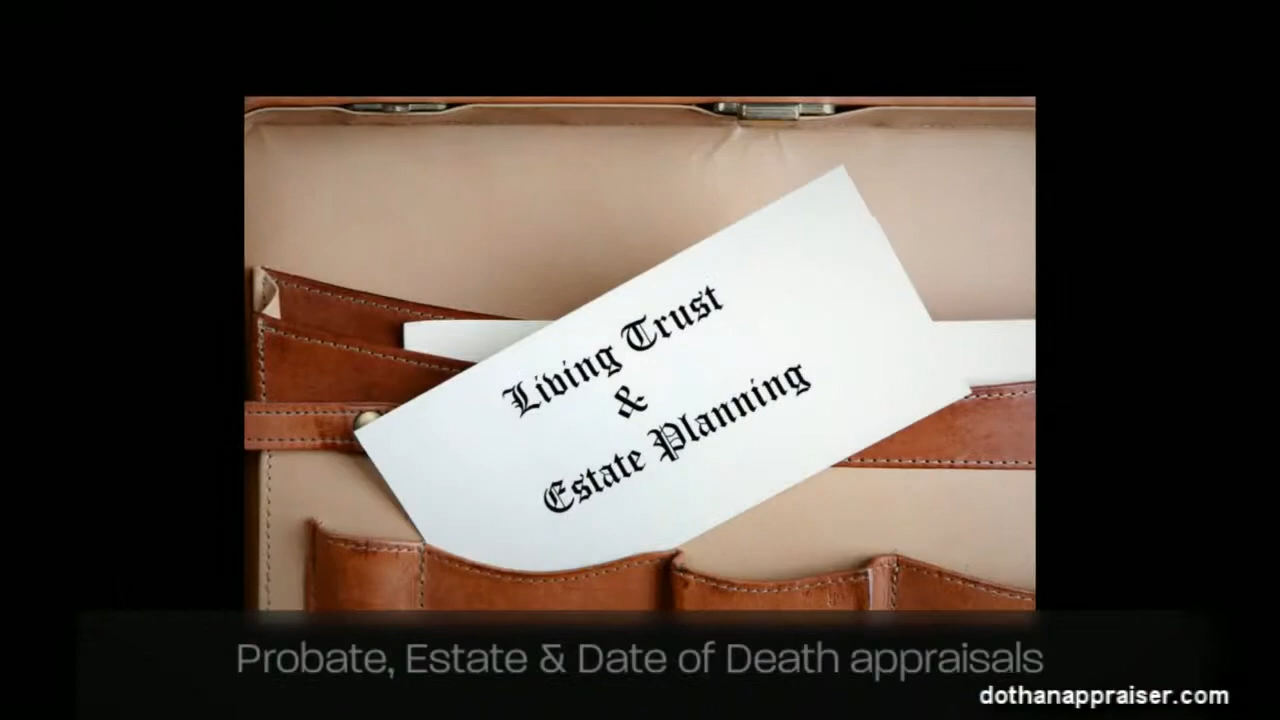 Living Trust
&
Estate Planning
Probate, Estate & Date of Death appraisals
dothanappraiser.com